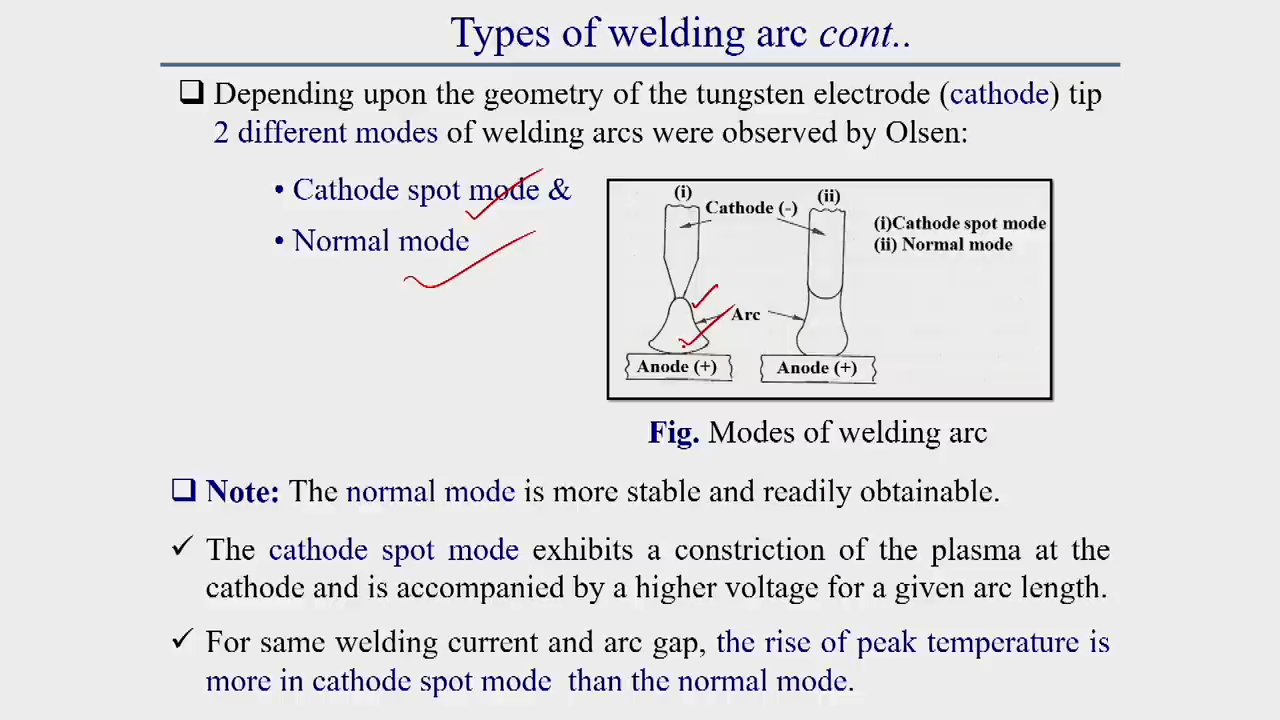 Types of welding arc cont..
Depending upon the geometry of the tungsten electrode (cathode) tip
2 different modes of welding arcs were observed by Olsen:
• Cathode spot mode &
• Normal mode
(i)
(ii)
Cathode (-)
(i)Cathode spot mode
(ii) Normal mode
Arc
Anode (+)
Anode (+)
Fig. Modes of welding arc
Note: The normal mode is more stable and readily obtainable.
✓ The cathode spot mode exhibits a constriction of the plasma at the
cathode and is accompanied by a higher voltage for a given arc length.
✓ For same welding current and arc gap, the rise of peak temperature is
more in cathode spot mode than the normal mode.